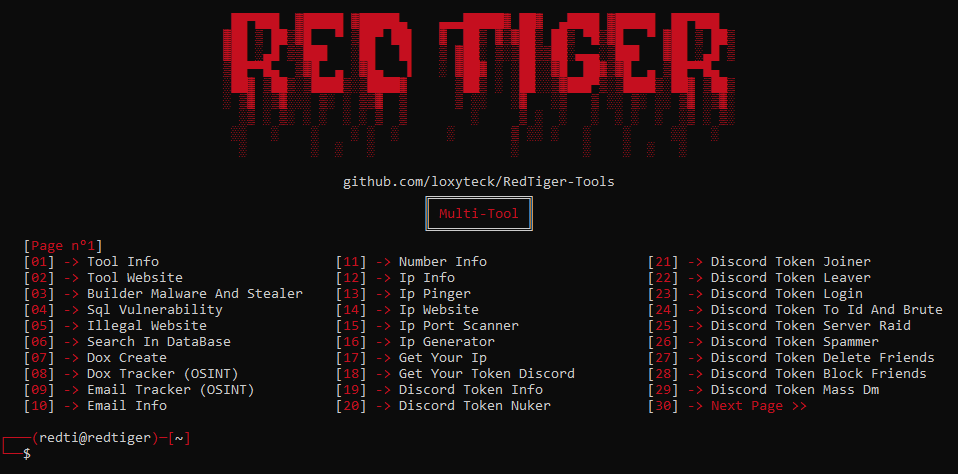 RED TIGER
github.com/loxyteck/RedTiger-Tools
Multi-Tool
[Page n°1]
[01] -> Tool Info [11] -> Number Info [21] -> Discord Token Joiner
[02] -> Tool Website [12] -> Ip Info [22] -> Discord Token Leaver
[03] -> Builder Malware And Stealer [13] -> Ip Pinger [23] -> Discord Token Login
[04] -> Sql Vulnerability [14] -> Ip Website [24] -> Discord Token To Id And Brute
[05] -> Illegal Website [15] -> Ip Port Scanner [25] -> Discord Token Server Raid
[06] -> Search In DataBase [16] -> Ip Generator [26] -> Discord Token Spammer
[07] -> Dox Create [17] -> Get Your Ip [27] -> Discord Token Delete Friends
[08] -> Dox Tracker (OSINT) [18] -> Get Your Token Discord [28] -> Discord Token Block Friends
[09] -> Email Tracker (OSINT) [19] -> Discord Token Info [29] -> Discord Token Mass Dm
[10] -> Email Info [20] -> Discord Token Nuker [30] -> Next Page >>
(redti@redtiger)-[~]
$